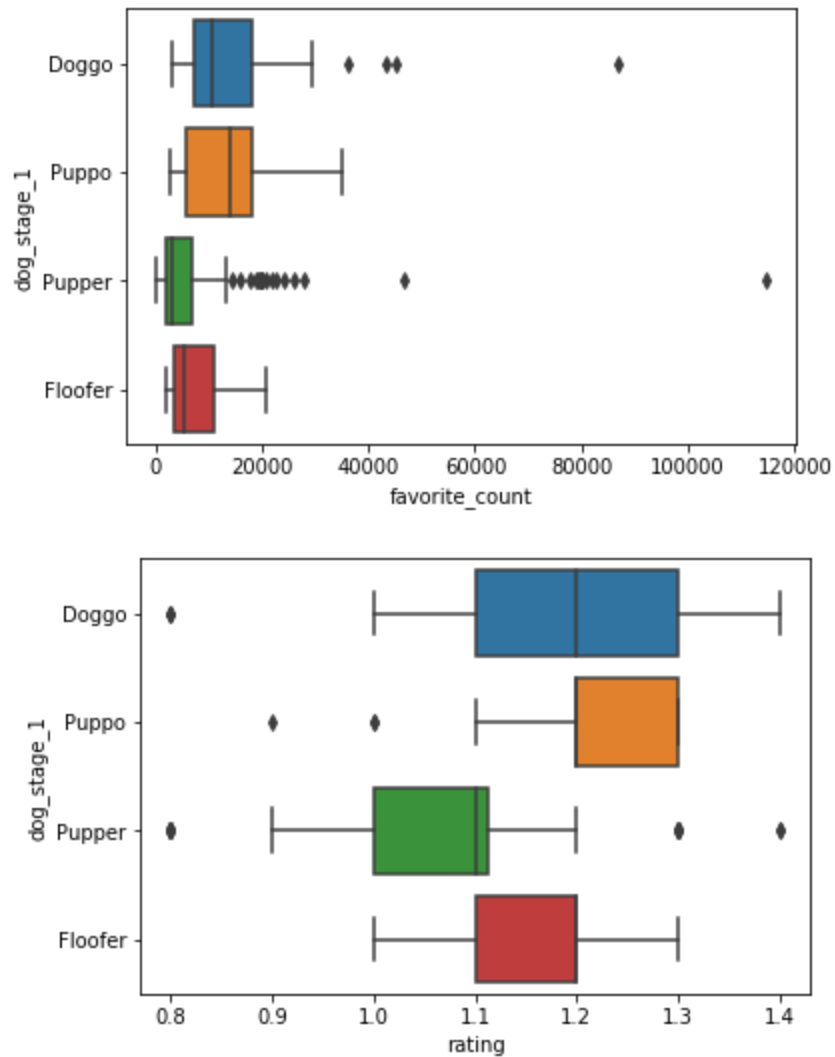 Doggo
Puppo
Pupper
Floofer
dog_stage_1
0 20000 40000 60000 80000 100000 120000
favorite_count
Doggo
Puppo
Pupper
Floofer
dog_stage_1
0.8 0.9 1.0 1.1 1.2 1.3 1.4
rating